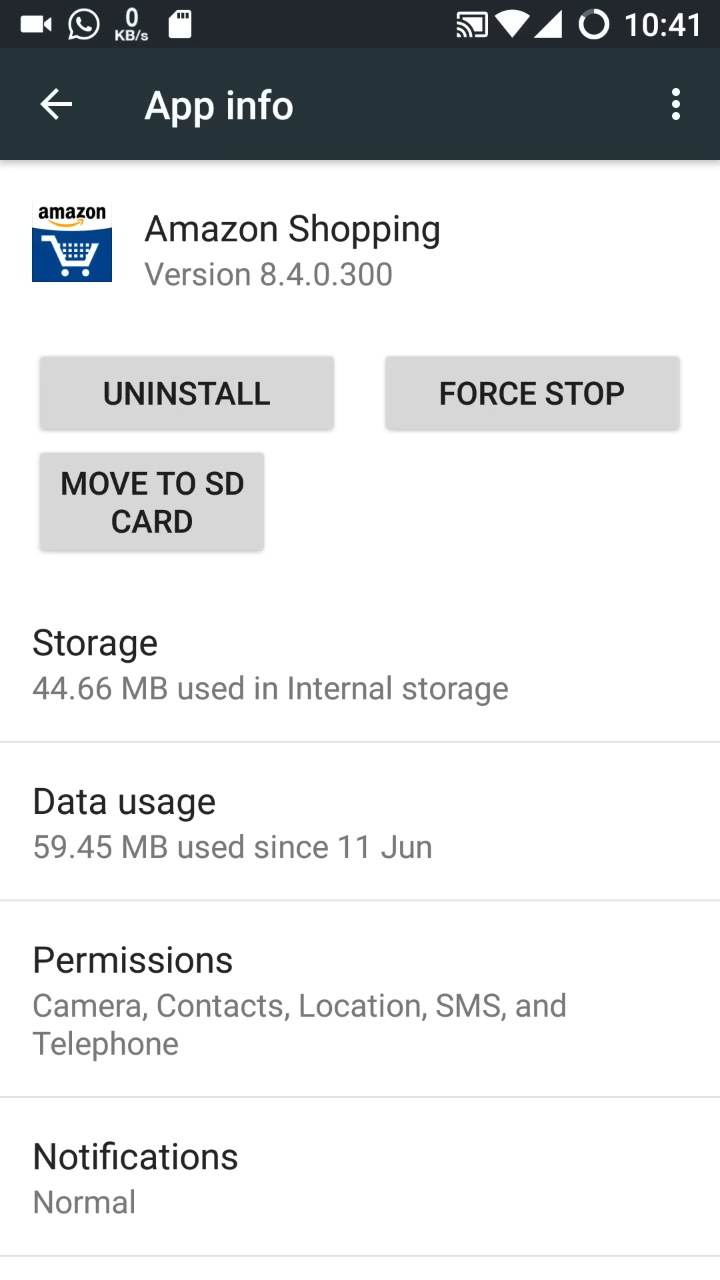 0
KB/s
10:41
App info
amazon
Amazon Shopping
Version 8.4.0.300
UNINSTALL
FORCE STOP
MOVE TO SD
CARD
Storage
44.66 MB used in Internal storage
Data usage
59.45 MB used since 11 Jun
Permissions
Camera, Contacts, Location, SMS, and
Telephone
Notifications
Normal